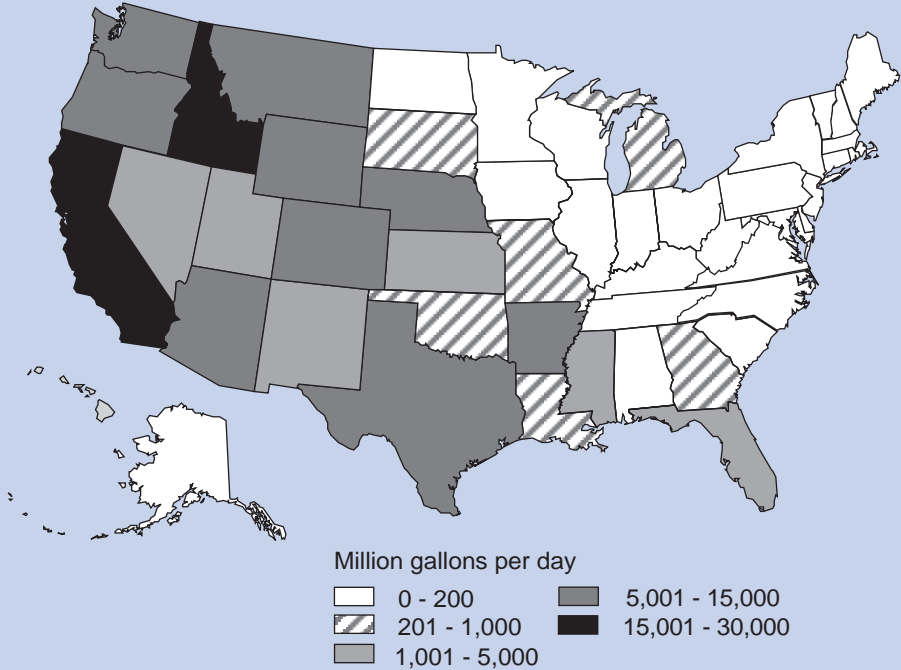 Million gallons per day
0 - 200
201 - 1,000
1,001 - 5,000
5,001 - 15,000
15,001 - 30,000